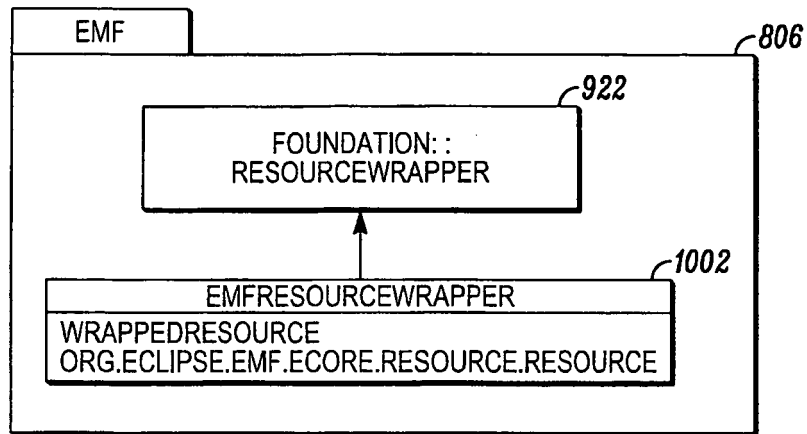 EMF
806
922
FOUNDATION: :
RESOURCEWRAPPER
1002
EMFRESOURCEWRAPPER
WRAPPEDRESOURCE
ORG.ECLIPSE.EMF.ECORE.RESOURCE.RESOURCE